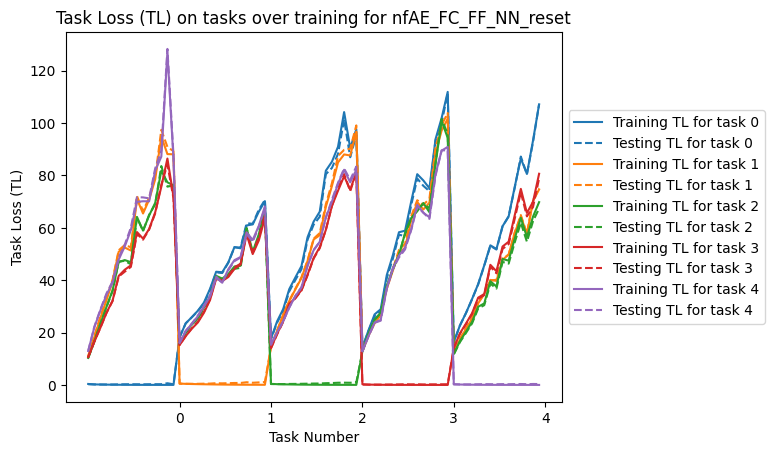 Task Loss (TL) on tasks over training for nfAE_FC_FF_NN_reset
Task Loss (TL)
120
100
80
60
40
20
0
0 1 2 3 4
Task Number
Training TL for task 0
Testing TL for task 0
Training TL for task 1
Testing TL for task 1
Training TL for task 2
Testing TL for task 2
Training TL for task 3
Testing TL for task 3
Training TL for task 4
Testing TL for task 4